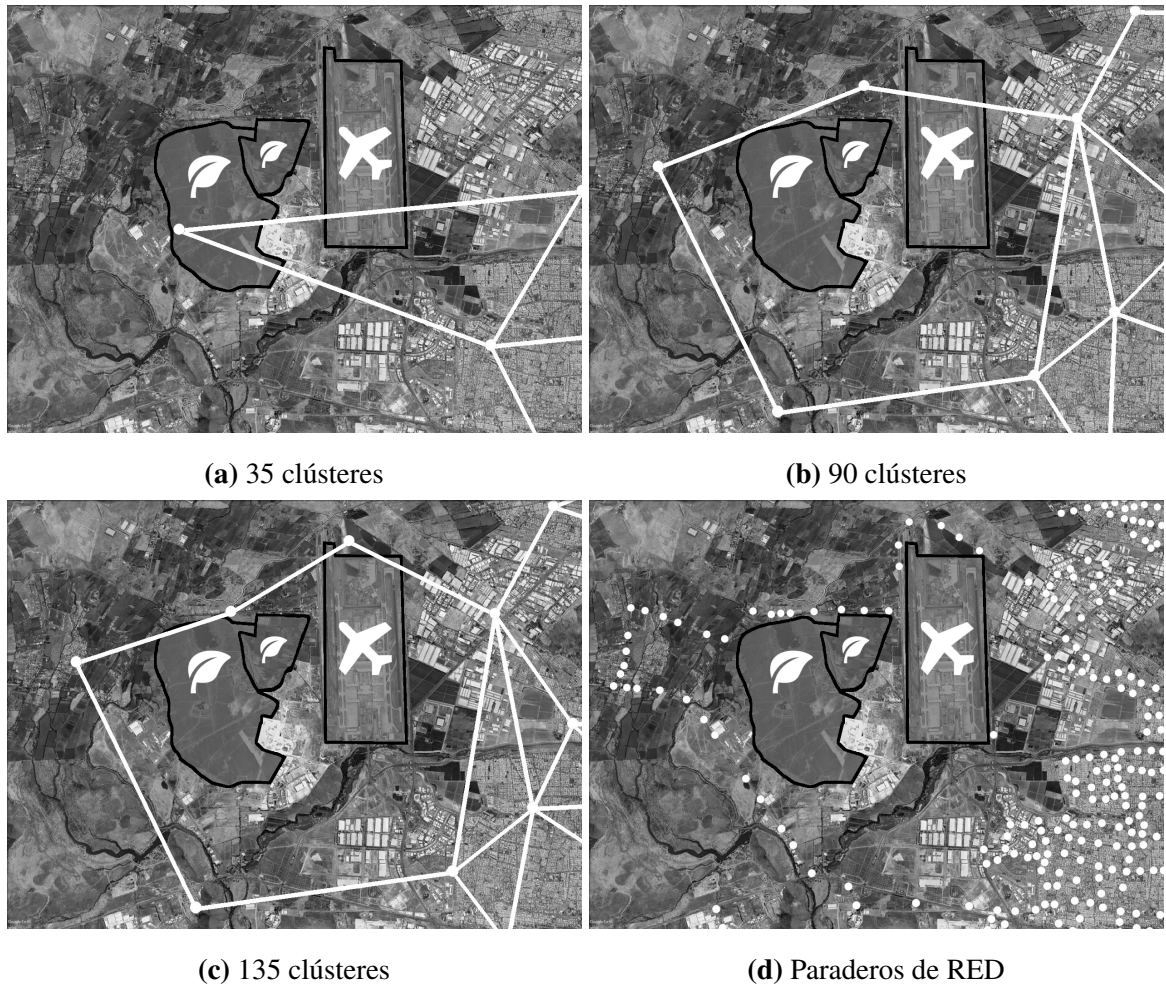 (a) 35 clústeres
(b) 90 clústeres
(c) 135 clústeres
(d) Paraderos de RED